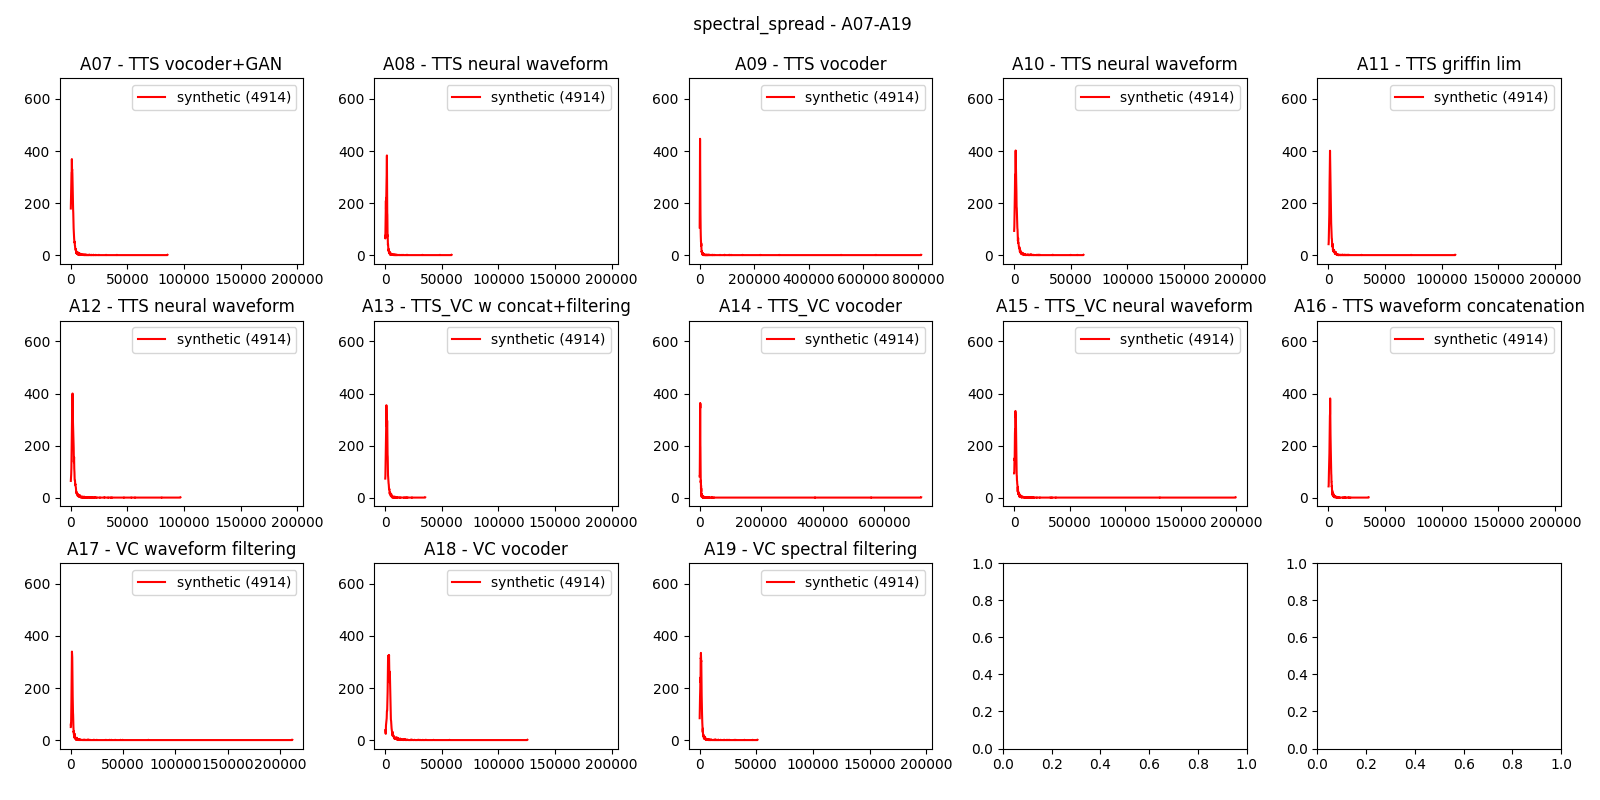 spectral_spread - A07-A19
A07 - TTS vocoder+GAN
A08 - TTS neural waveform
A09 - TTS vocoder
A10 - TTS neural waveform
A11 - TTS griffin lim
synthetic (4914)
synthetic (4914)
synthetic (4914)
synthetic (4914)
synthetic (4914)
600
400
200
0
600
400
200
0
600
400
200
0
600
400
200
0
600
400
200
0
0 50000 100000 150000 200000
0 50000 100000 150000 200000
0 200000 400000 600000 800000
0 50000 100000 150000 200000
0 50000 100000 150000 200000
A12 - TTS neural waveform
A13 - TTS_VC w concat+filtering
A14 - TTS_VC vocoder
A15 - TTS_VC neural waveform
A16 - TTS waveform concatenation
synthetic (4914)
synthetic (4914)
synthetic (4914)
synthetic (4914)
synthetic (4914)
600
400
200
0
600
400
200
0
600
400
200
0
600
400
200
0
600
400
200
0
0 50000 100000 150000 200000
0 50000 100000 150000 200000
0 200000 400000 600000
0 50000 100000 150000 200000
0 50000 100000 150000 200000
A17 - VC waveform filtering
A18 - VC vocoder
A19 - VC spectral filtering
synthetic (4914)
synthetic (4914)
synthetic (4914)
600
400
200
0
600
400
200
0
600
400
200
0
1.0
0.8
0.6
0.4
0.2
0.0
1.0
0.8
0.6
0.4
0.2
0.0
0 50000 100000 150000 200000
0 50000 100000 150000 200000
0 50000 100000 150000 200000
0.0 0.2 0.4 0.6 0.8 1.0
0.0 0.2 0.4 0.6 0.8 1.0